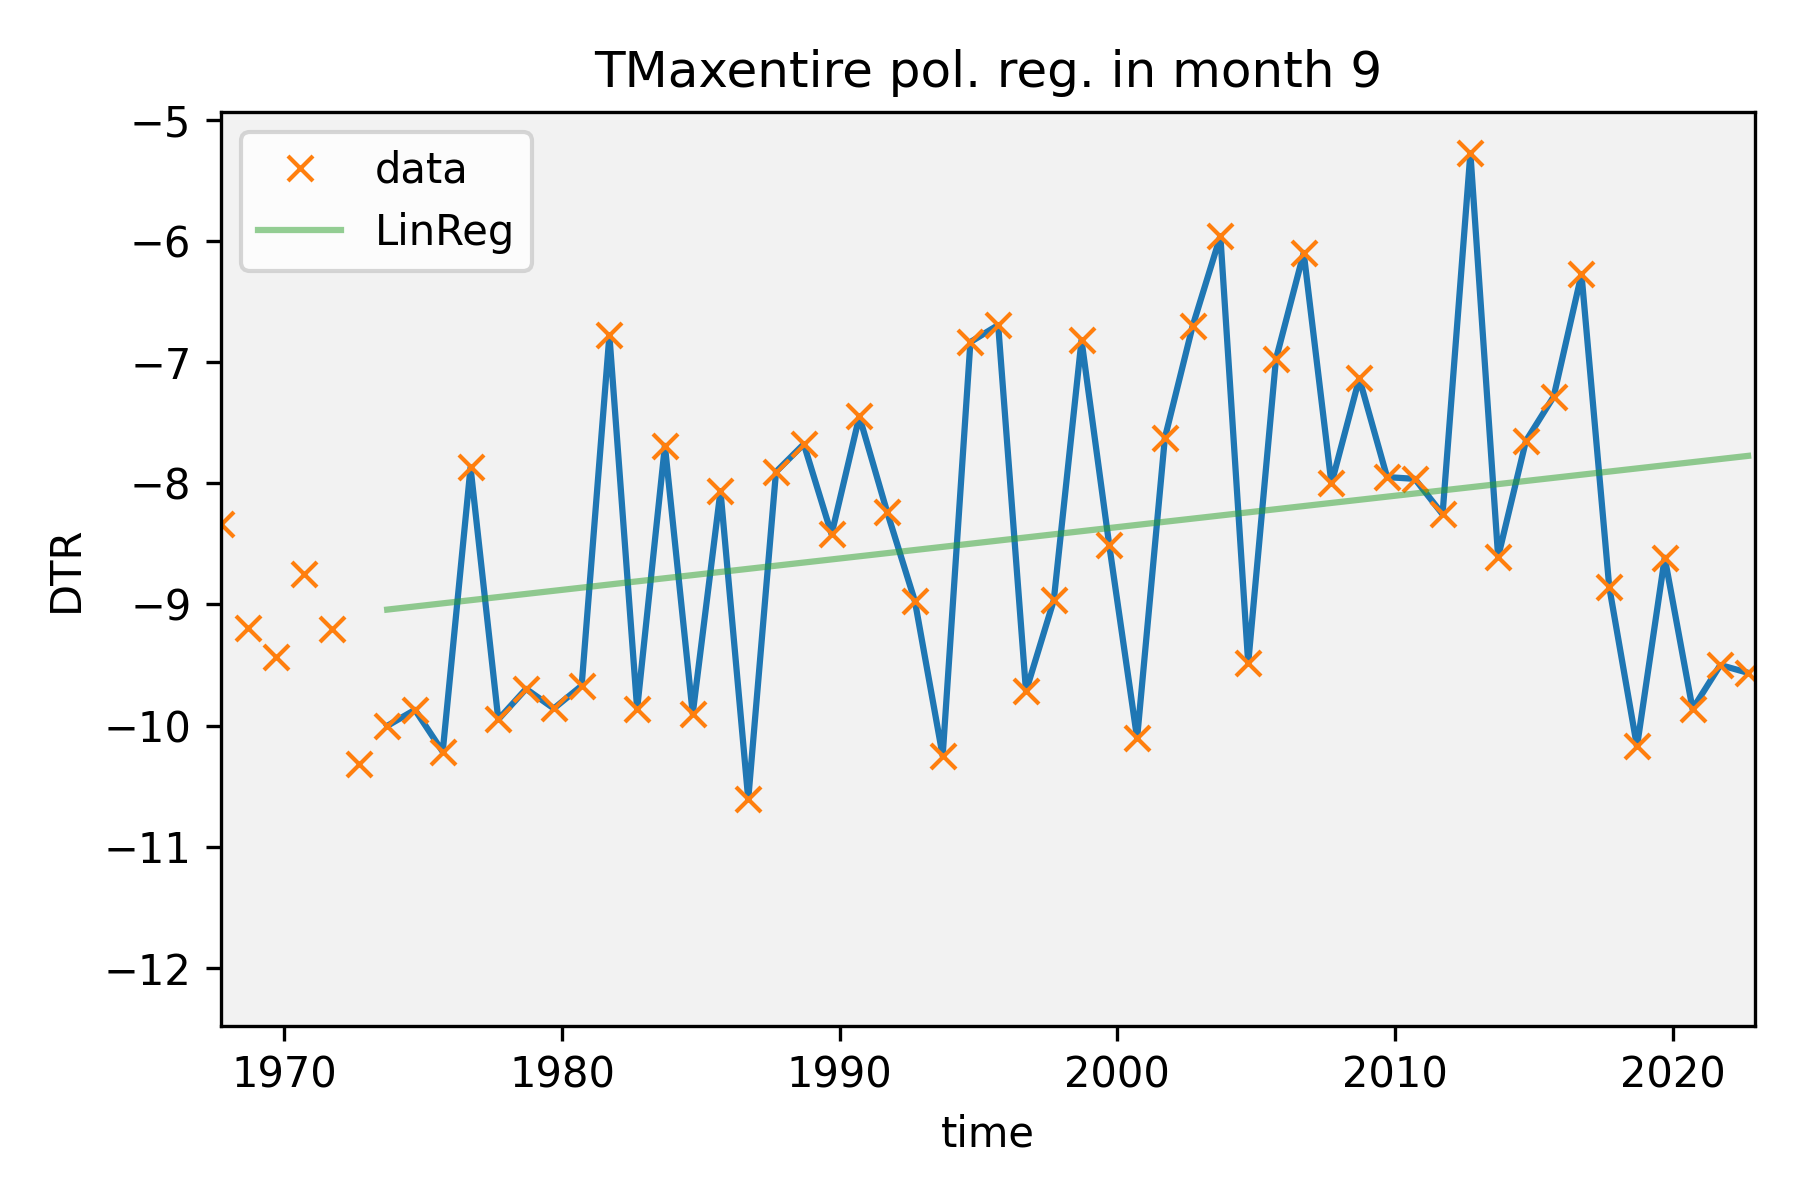 TMaxentire pol. reg. in month 9
data
LinReg
DTR
−5
−6
−7
−8
−9
−10
−11
−12
1970 1980 1990 2000 2010 2020
time